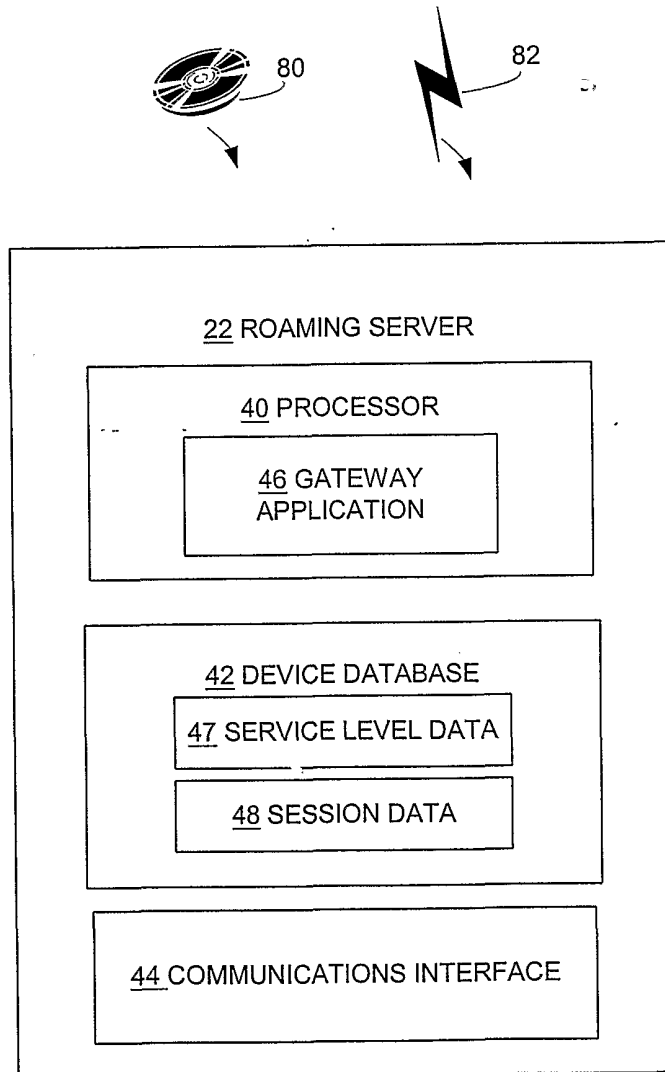 80
82
22 ROAMING SERVER
40 PROCESSOR
46 GATEWAY
APPLICATION
42 DEVICE DATABASE
47 SERVICE LEVEL DATA
48 SESSION DATA
44 COMMUNICATIONS INTERFACE